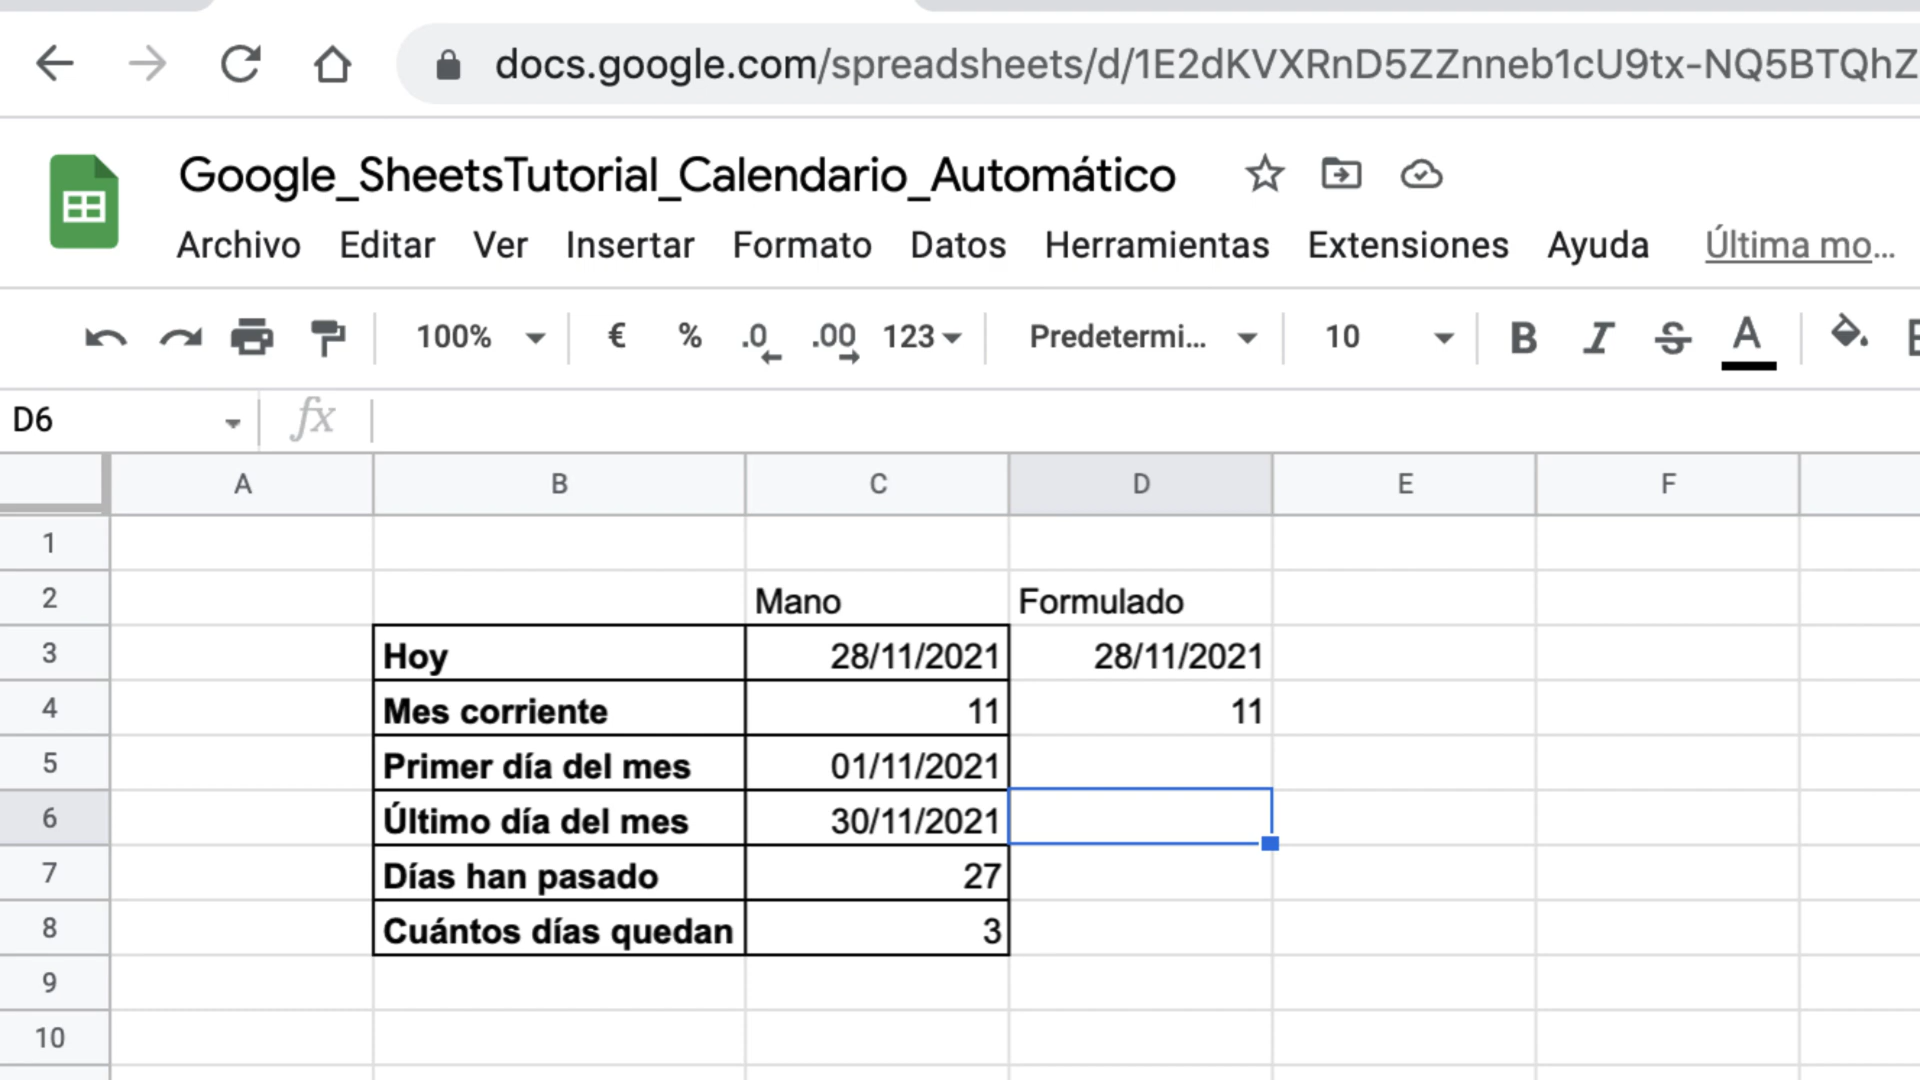 docs.google.com/spreadsheets/d/1E2dKVXRnD5ZZnneb1cU9tx-NQ5BTQhZ
Google_SheetsTutorial_Calendario_Automático
Archivo Editar Ver Insertar Formato Datos Herramientas Extensiones Ayuda Última mo...
100% € % .0 .00 123 Predetermi... 10 B I S A
D6 fx
A B C D E F
1
2 Mano Formulado
3 Hoy 28/11/2021 28/11/2021
4 Mes corriente 11 11
5 Primer día del mes 01/11/2021
6 Último día del mes 30/11/2021
7 Días han pasado 27
8 Cuántos días quedan 3
9
10